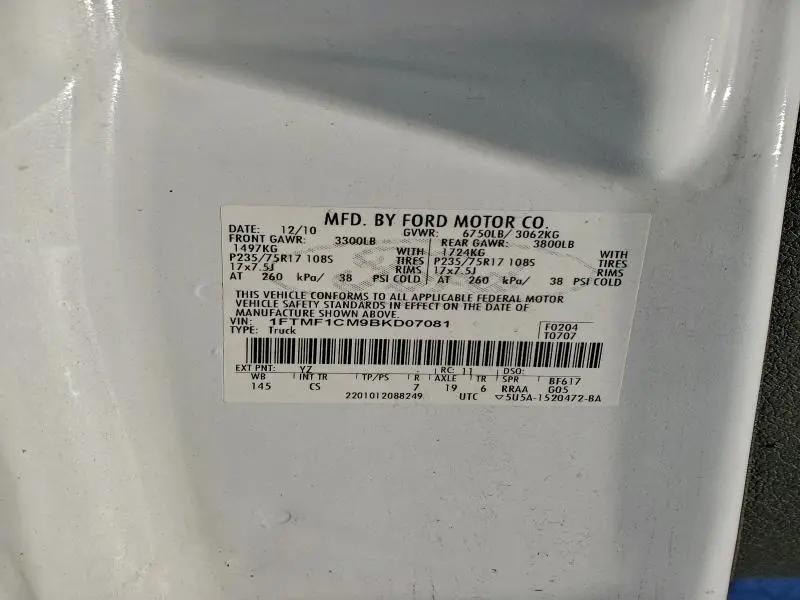 MFD. BY FORD MOTOR CO.
DATE: 12/10 GVWR: 6750LB/ 3062KG
FRONT GAWR: 3300LB REAR GAWR: 3800LB
1497KG WITH 1724KG WITH
P235/75R17 108S TIRES P235/75R17 108S TIRES
17x7.5J RIMS 17x7.5J RIMS
AT 260 kPa/ 38 PSI COLD AT 260 kPa/ 38 PSI COLD
THIS VEHICLE CONFORMS TO ALL APPLICABLE FEDERAL MOTOR
VEHICLE SAFETY STANDARDS IN EFFECT ON THE DATE OF
MANUFACTURE SHOWN ABOVE.
VIN: 1FTMF1CM9BKD07081 F0204
TYPE: Truck T0707
EXT PNT: YZ RC: 11 DSO:
WB INT TR TP/PS R AXLE TR SPR BF617
145 CS 7 19 6 RRAA G05
2201012088249 UTC ▽5U5A-1520472-BA